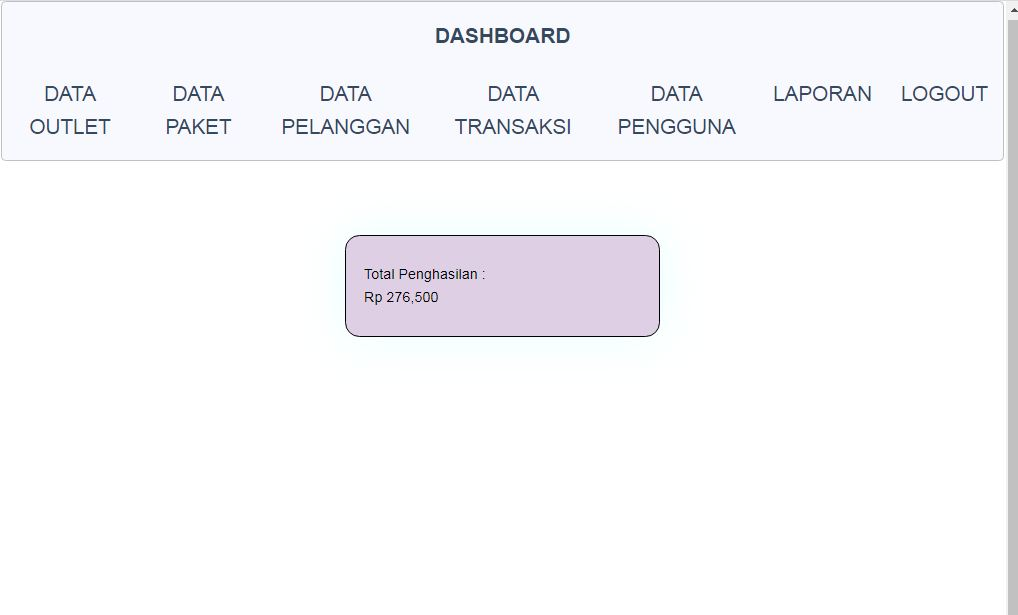 DASHBOARD
DATA OUTLET
DATA PAKET
DATA PELANGGAN
DATA TRANSAKSI
DATA PENGGUNA
LAPORAN
LOGOUT
Total Penghasilan :
Rp 276,500